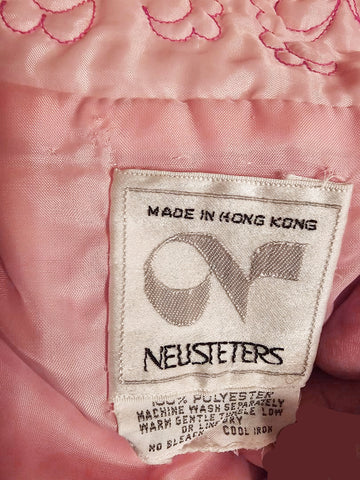 MADE IN HONG KONG
NEUSTETERS
100% POLYESTER
MACHINE WASH SEPARATELY
WARM GENTLE TUMBLE LOW
OR LINE DRY
NO BLEACH COOL IRON